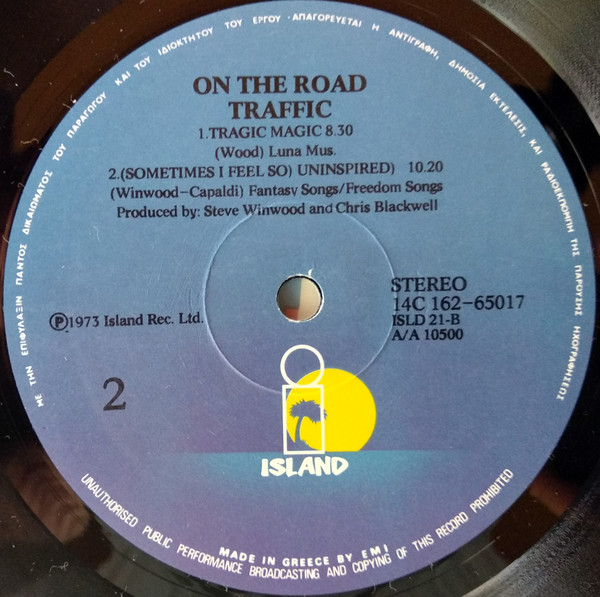 ΜΕ ΤΗΝ ΕΠΙΦΥΛΑΞΙΝ ΠΑΝΤΟΣ ΔΙΚΑΙΩΜΑΤΟΣ ΤΟΥ ΠΑΡΑΓΩΓΟΥ ΚΑΙ ΤΟΥ ΙΔΙΟΚΤΗΤΟΥ ΤΟΥ ΕΡΓΟΥ · ΑΠΑΓΟΡΕΥΕΤΑΙ Η ΑΝΤΙΓΡΑΦΗ, ΔΗΜΟΣΙΑ ΕΚΤΕΛΕΣΙΣ, ΚΑΙ ΡΑΔΙΟΕΚΠΟΜΠΗ ΤΗΣ ΠΑΡΟΥΣΗΣ ΗΧΟΓΡΑΦΗΣΕΩΣ
ON THE ROAD
TRAFFIC
1.TRAGIC MAGIC 8.30
(Wood) Luna Mus.
2.(SOMETIMES I FEEL SO) UNINSPIRED) 10.20
(Winwood-Capaldi) Fantasy Songs/Freedom Songs
Produced by: Steve Winwood and Chris Blackwell
STEREO
14C 162-65017
ISLD 21-B
A/A 10500
Ⓟ1973 Island Rec. Ltd.
2
ISLAND
MADE IN GREECE BY EMI
UNAUTHORISED PUBLIC PERFORMANCE BROADCASTING AND COPYING OF THIS RECORD PROHIBITED